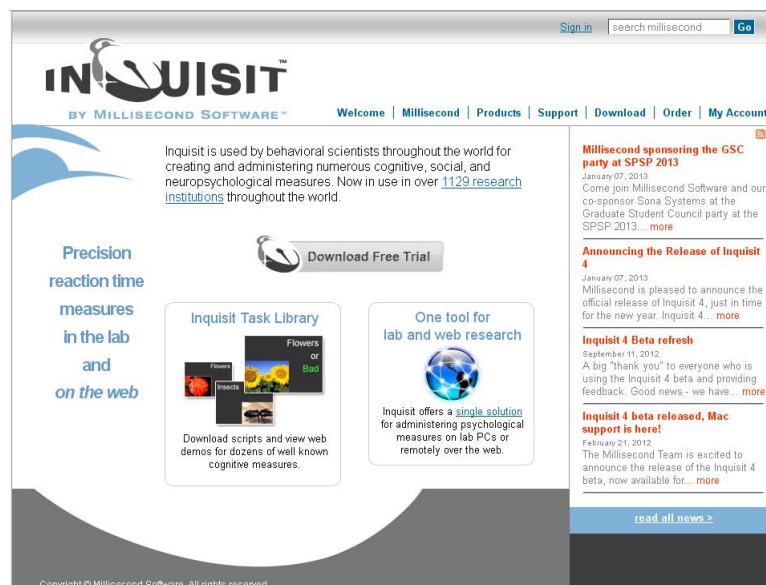 Sign in
search millisecond
Go
INQUISIT™
BY MILLISECOND SOFTWARE™
Welcome | Millisecond | Products | Support | Download | Order | My Account
Inquisit is used by behavioral scientists throughout the world for
creating and administering numerous cognitive, social, and
neuropsychological measures. Now in use in over 1129 research
institutions throughout the world.
Precision
reaction time
measures
in the lab
and
on the web
Download Free Trial
Inquisit Task Library
Flowers
or
Bad
Flowers
Insects
Download scripts and view web
demos for dozens of well known
cognitive measures.
One tool for
lab and web research
Inquisit offers a single solution
for administering psychological
measures on lab PCs or
remotely over the web.
Millisecond sponsoring the GSC
party at SPSP 2013
January 07, 2013
Come join Millisecond Software and our
co-sponsor Sona Systems at the
Graduate Student Council party at the
SPSP 2013... more
Announcing the Release of Inquisit
4
January 07, 2013
Millisecond is pleased to announce the
official release of Inquisit 4, just in time
for the new year. Inquisit 4... more
Inquisit 4 Beta refresh
September 11, 2012
A big "thank you" to everyone who is
using the Inquisit 4 beta and providing
feedback. Good news - we have... more
Inquisit 4 beta released, Mac
support is here!
February 21, 2012
The Millisecond Team is excited to
announce the release of the Inquisit 4
beta, now available for... more
read all news >
Copyright © Millisecond Software. All rights reserved.